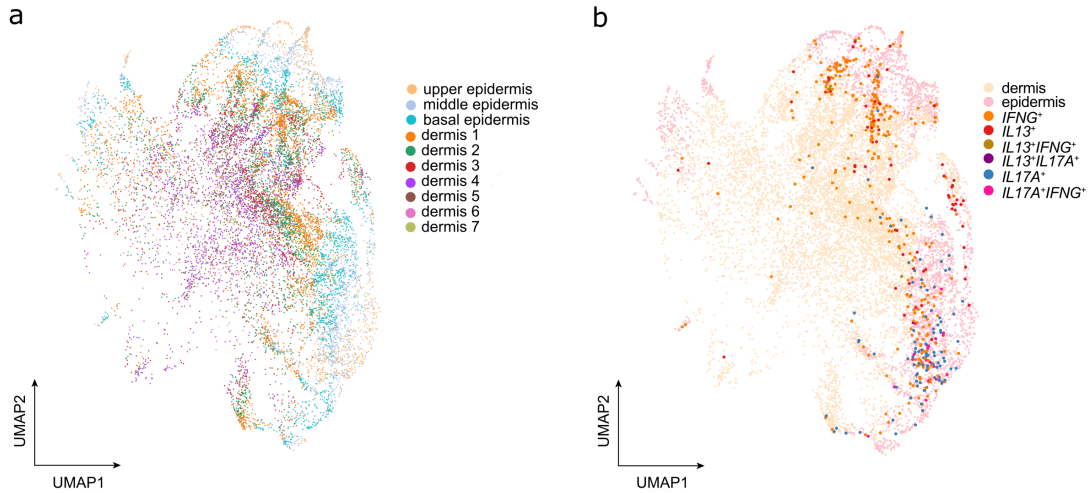 a
upper epidermis
middle epidermis
basal epidermis
dermis 1
dermis 2
dermis 3
dermis 4
dermis 5
dermis 6
dermis 7
UMAP2
UMAP1
b
dermis
epidermis
IFNG⁺
IL13⁺
IL13⁺IFNG⁺
IL13⁺IL17A⁺
IL17A⁺
IL17A⁺IFNG⁺
UMAP2
UMAP1